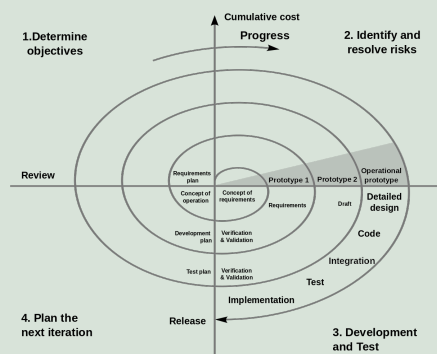 Cumulative cost
Progress
1.Determine
objectives
2. Identify and
resolve risks
Review
Requirements
plan
Concept of
operation
Concept of
requirements
Prototype 1
Prototype 2
Operational
prototype
Requirements
Draft
Detailed
design
Development
plan
Verification
& Validation
Code
Test plan
Verification
& Validation
Integration
Test
Implementation
Release
4. Plan the
next iteration
3. Development
and Test